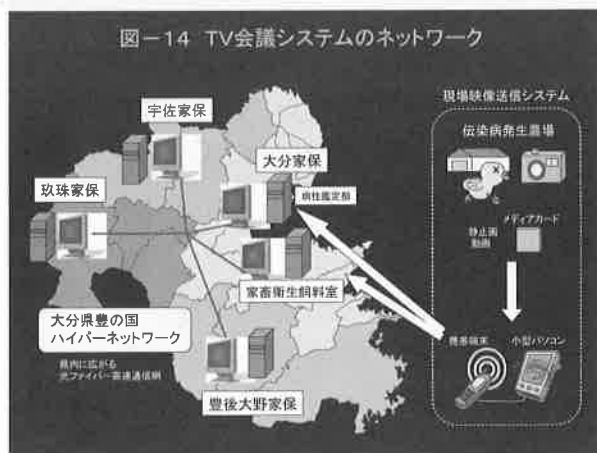 図－14 TV会議システムのネットワーク
宇佐家保
大分家保
病性鑑定部
玖珠家保
家畜衛生飼料室
大分県豊の国
ハイパーネットワーク
県内に広がる
光ファイバー高速通信網
豊後大野家保
現場映像送信システム
伝染病発生農場
静止画
動画
メディアカード
携帯端末
小型パソコン